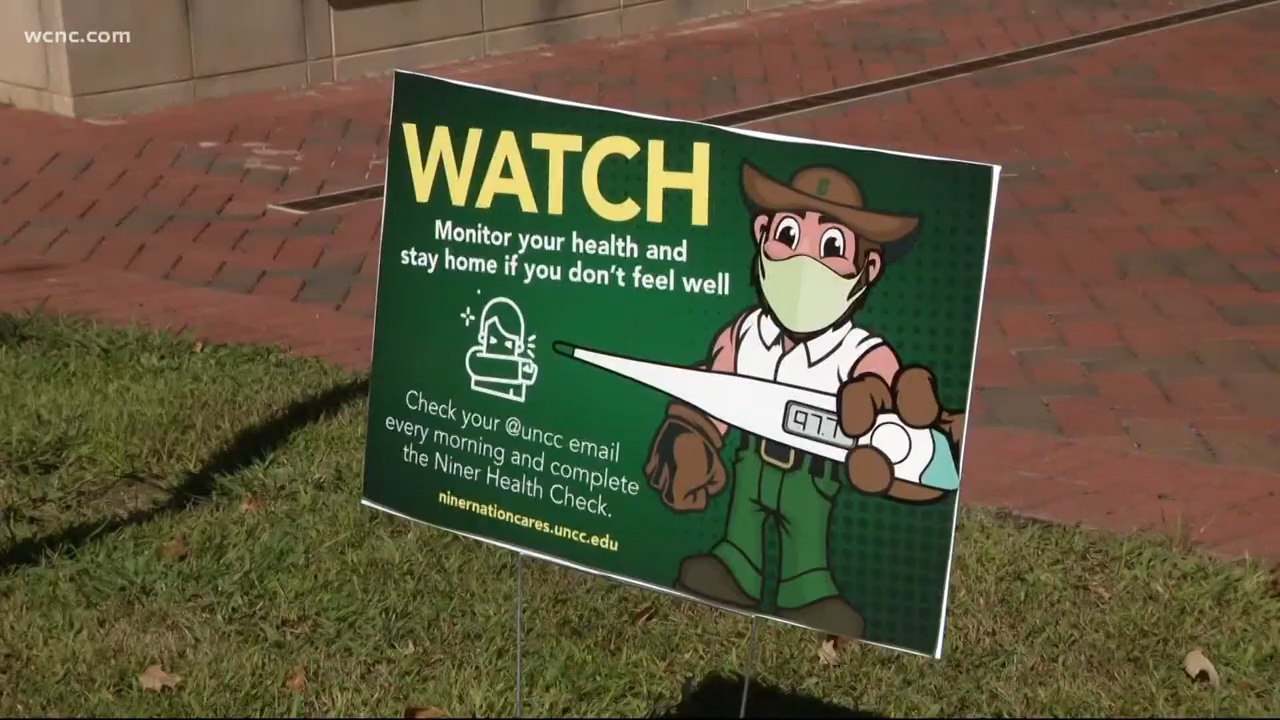 wcnc.com
WATCH
Monitor your health and
stay home if you don't feel well
97.7
Check your @uncc email
every morning and complete
the Niner Health Check.
ninernationcares.uncc.edu